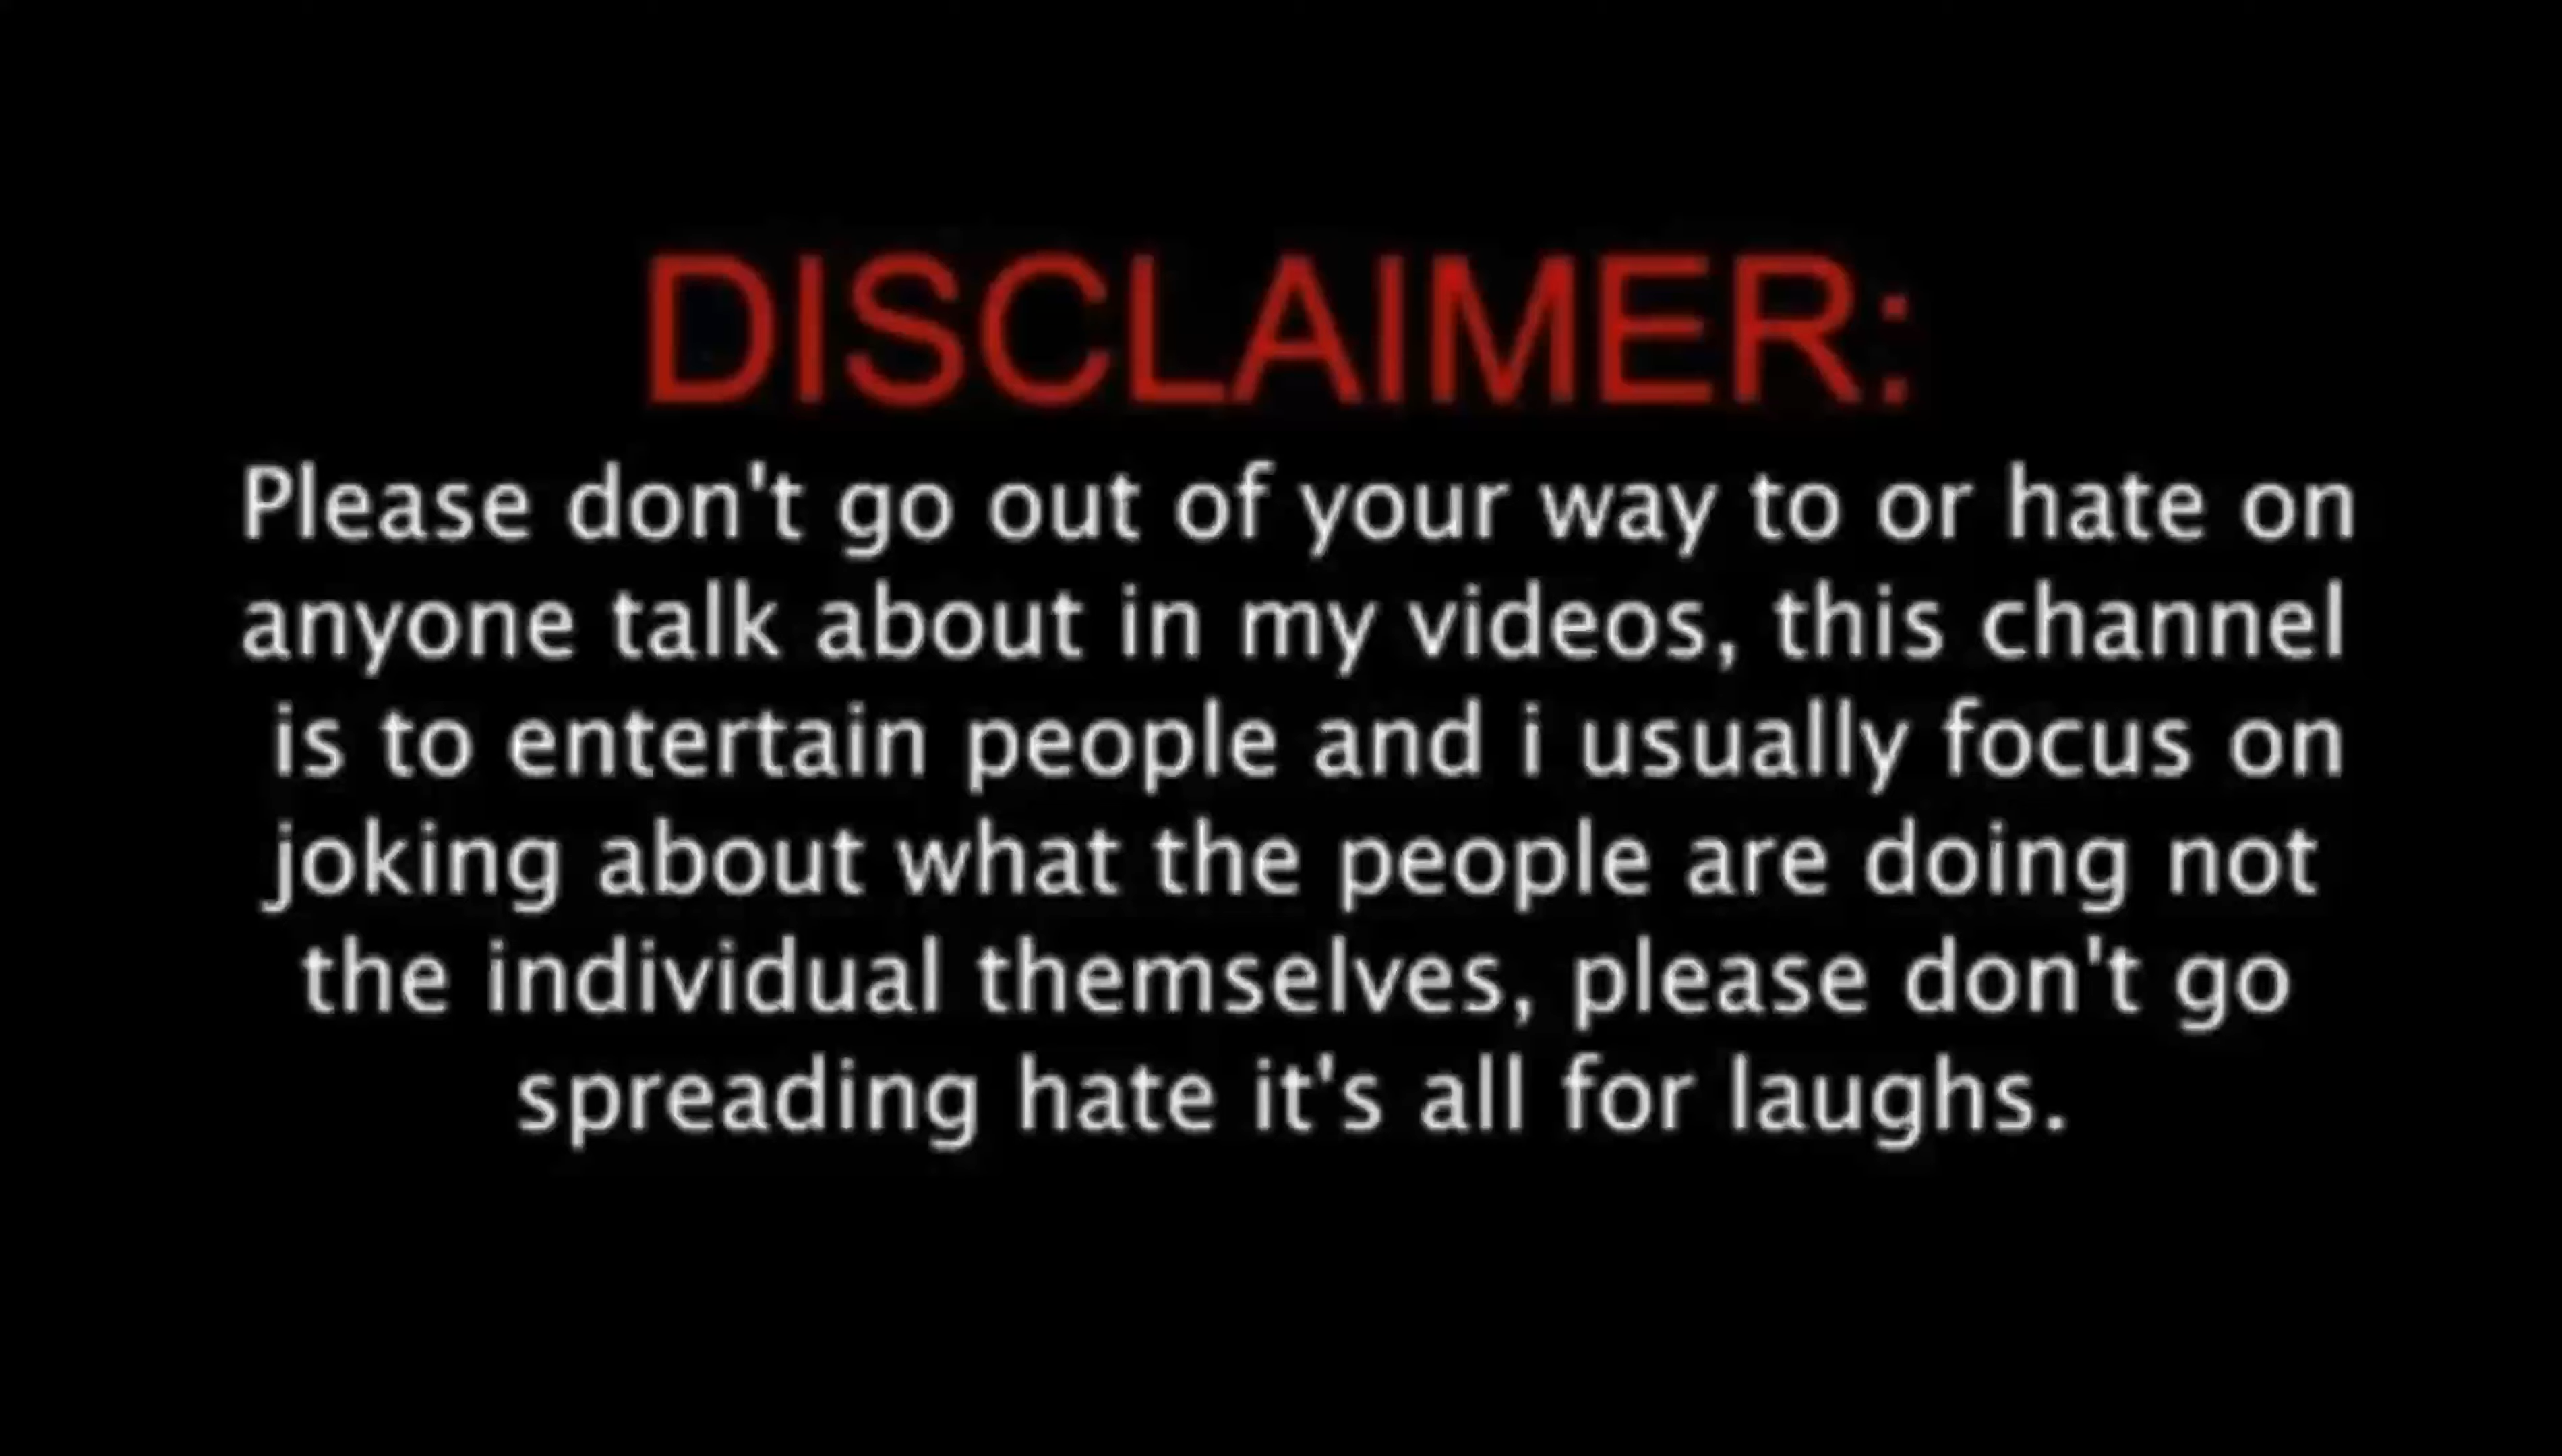 DISCLAIMER:
Please don't go out of your way to or hate on
anyone talk about in my videos, this channel
is to entertain people and i usually focus on
joking about what the people are doing not
the individual themselves, please don't go
spreading hate it's all for laughs.